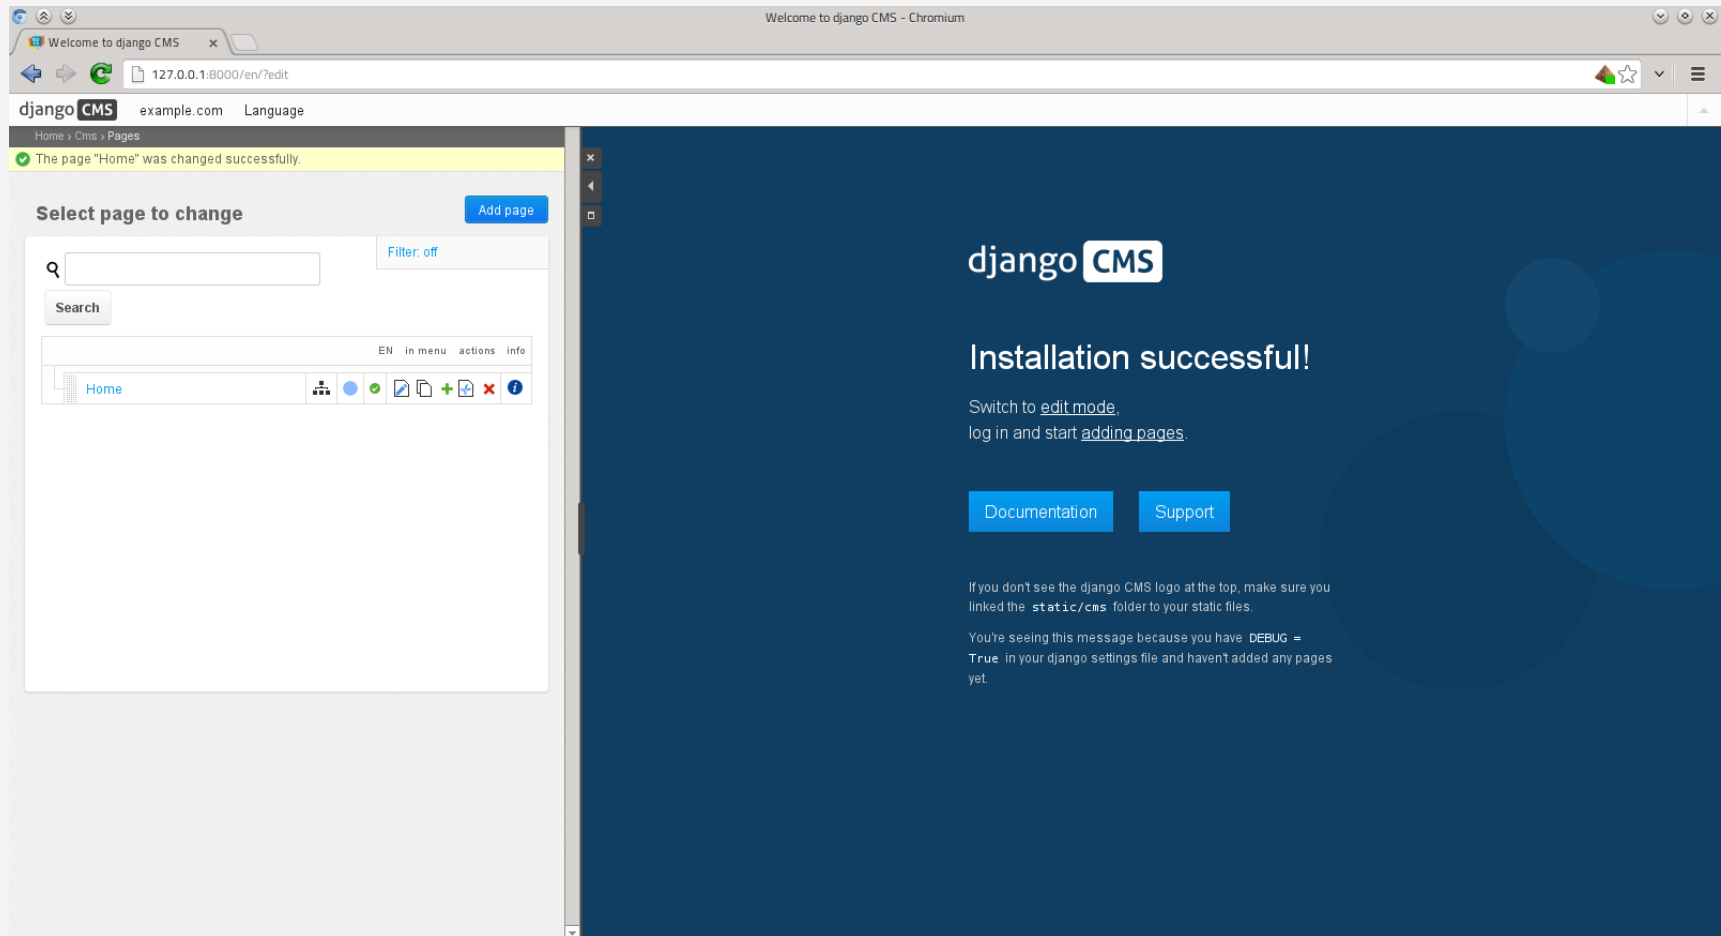 Welcome to django CMS - Chromium
Welcome to django CMS
127.0.0.1:8000/en/?edit
django CMS example.com Language
Home › Cms › Pages
The page "Home" was changed successfully.
Select page to change
Add page
Filter: off
Search
EN in menu actions info
Home
django CMS
Installation successful!
Switch to edit mode,
log in and start adding pages.
Documentation Support
If you don't see the django CMS logo at the top, make sure you
linked the static/cms folder to your static files.
You're seeing this message because you have DEBUG =
True in your django settings file and haven't added any pages
yet.